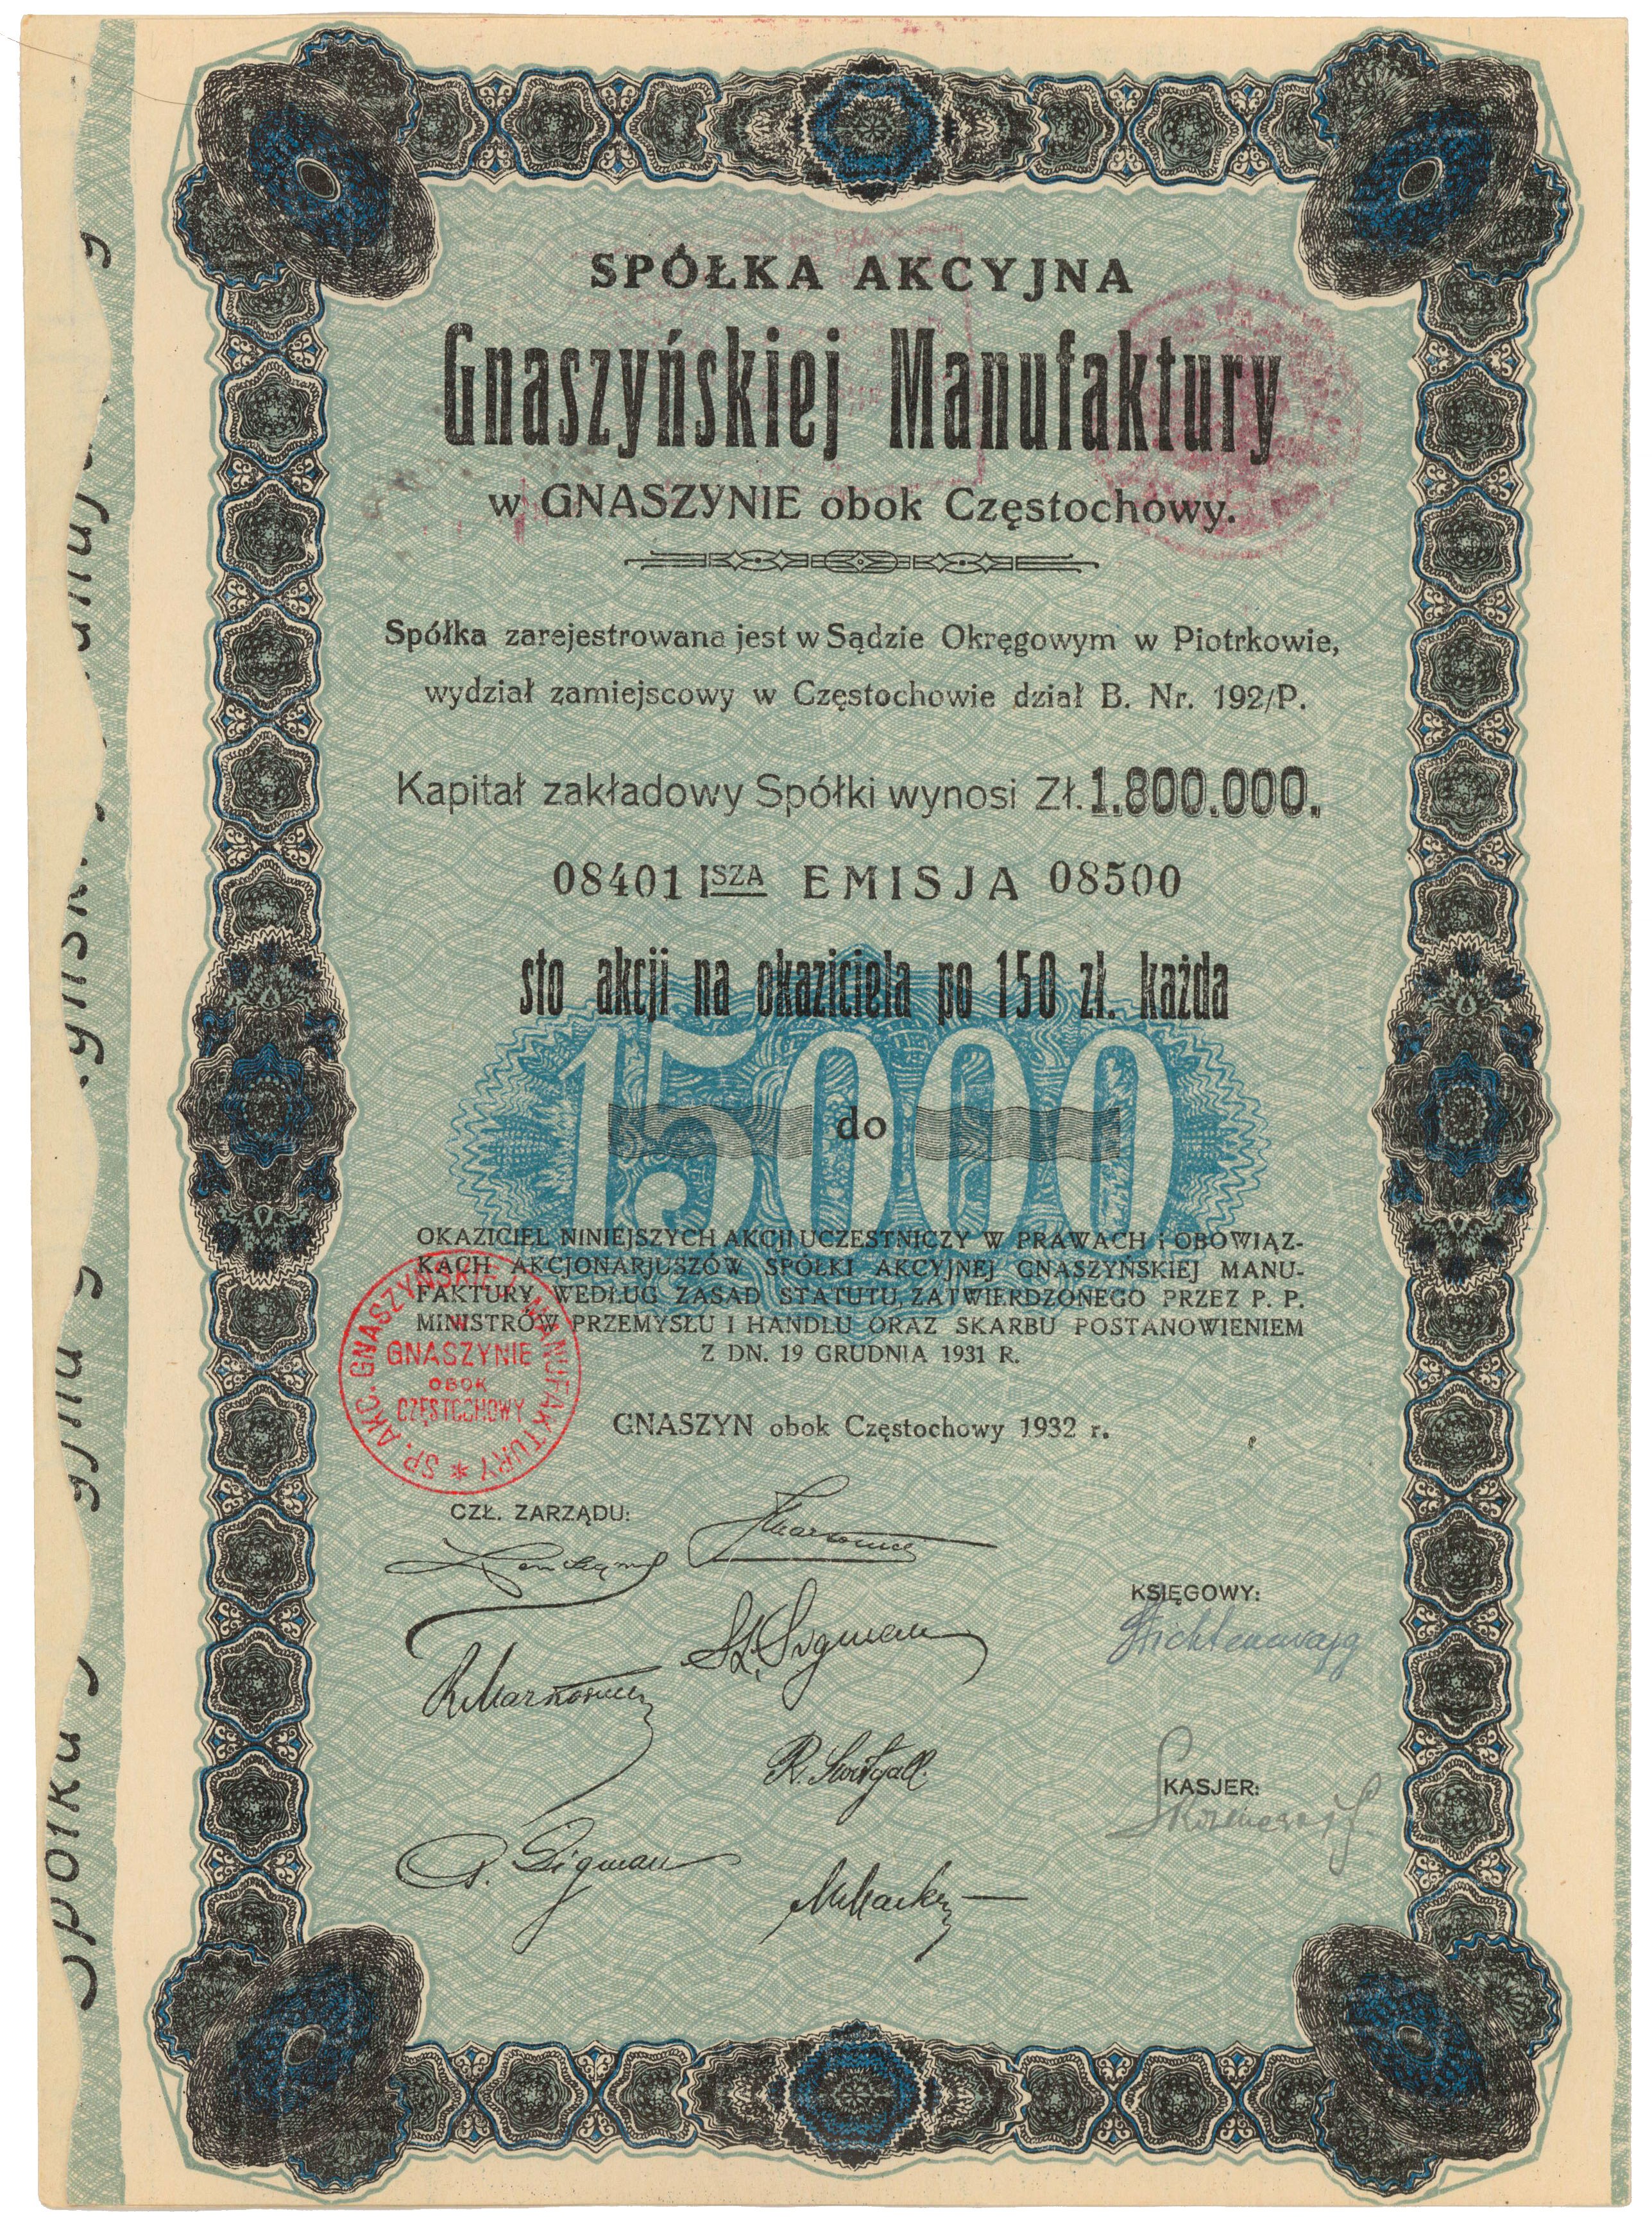 SPÓŁKA AKCYJNA
Gnaszyńskiej Manufaktury
w GNASZYNIE obok Częstochowy.
Spółka zarejestrowana jest w Sądzie Okręgowym w Piotrkowie,
wydział zamiejscowy w Częstochowie dział B. Nr. 192/P.
Kapitał zakładowy Spółki wynosi Zł. 1.800.000.
08401 ISZA EMISJA 08500
sto akcji na okaziciela po 150 zł. każda
15000
do
OKAZICIEL NINIEJSZYCH AKCJI UCZESTNICZY W PRAWACH i OBOWIĄZ-
KACH AKCJONARJUSZÓW SPÓŁKI AKCYJNEJ GNASZYŃSKIEJ MANU-
FAKTURY, WEDŁUG ZASAD STATUTU, ZATWIERDZONEGO PRZEZ P. P.
MINISTRÓW PRZEMYSŁU I HANDLU ORAZ SKARBU POSTANOWIENIEM
Z DN. 19 GRUDNIA 1931 R.
SP. AKC. GNASZYŃSKIEJ MANUFAKTURY *
W
GNASZYNIE
OBOK
CZĘSTOCHOWY
GNASZYN obok Częstochowy 1932 r.
CZŁ. ZARZĄDU:
KSIĘGOWY:
R. Sigman
KASJER: